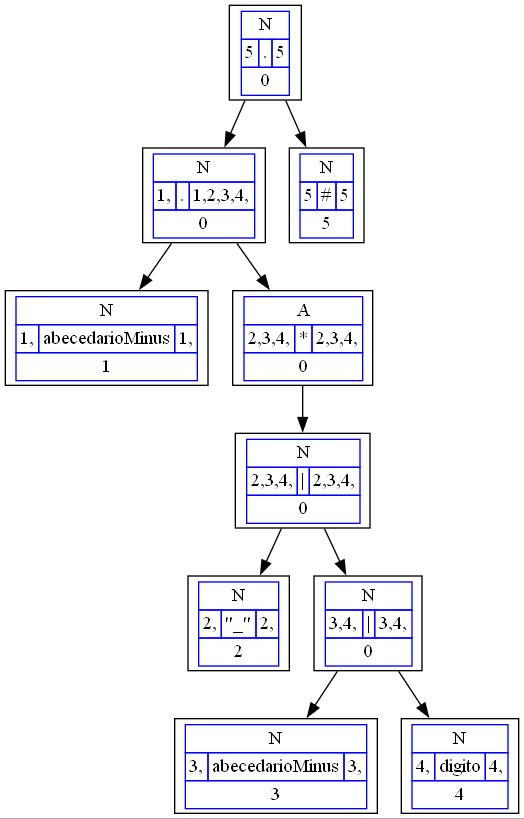 N
5 . 5
0
N
1, . 1,2,3,4,
0
N
5 # 5
5
N
1, abecedarioMinus 1,
1
A
2,3,4, * 2,3,4,
0
N
2,3,4, | 2,3,4,
0
N
2, "_" 2,
2
N
3,4, | 3,4,
0
N
3, abecedarioMinus 3,
3
N
4, digito 4,
4